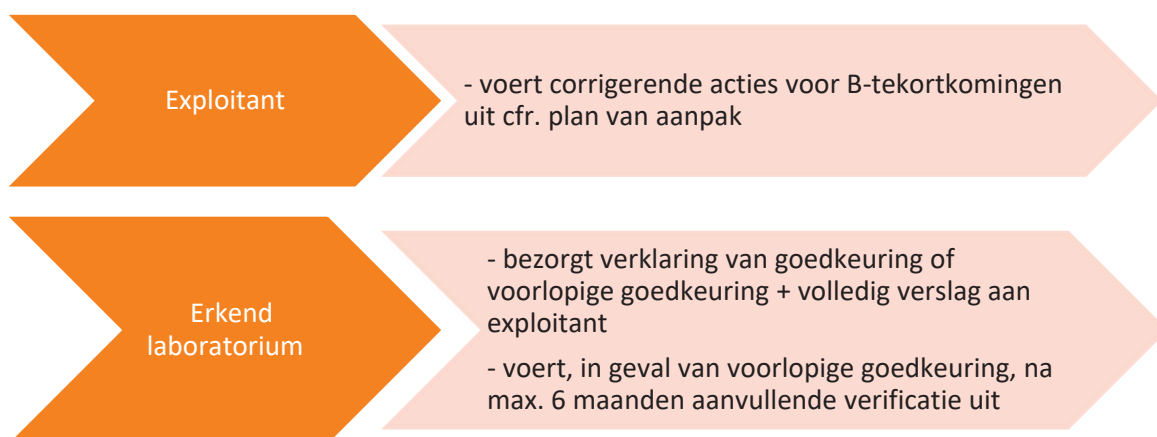 Exploitant
- voert corrigerende acties voor B-tekortkomingen
uit cfr. plan van aanpak
Erkend
laboratorium
- bezorgt verklaring van goedkeuring of
voorlopige goedkeuring + volledig verslag aan
exploitant
- voert, in geval van voorlopige goedkeuring, na
max. 6 maanden aanvullende verificatie uit